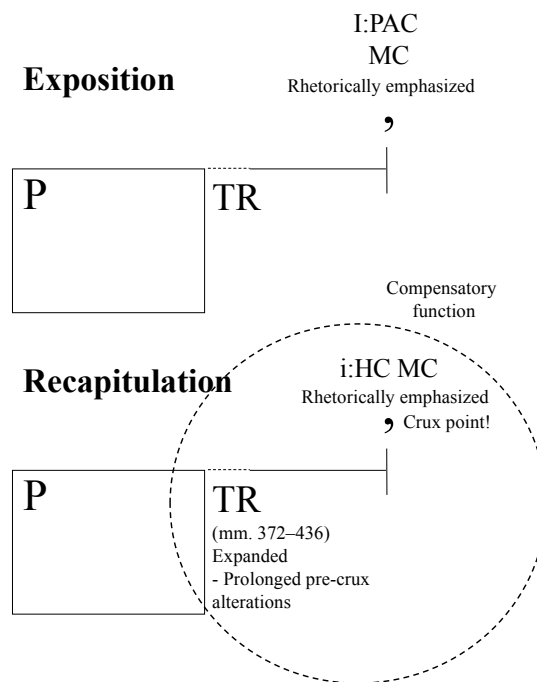 I:PAC
MC
Exposition
Rhetorically emphasized
,
P
TR
Compensatory
function
Recapitulation
i:HC MC
Rhetorically emphasized
, Crux point!
P
TR
(mm. 372–436)
Expanded
- Prolonged pre-crux
alterations